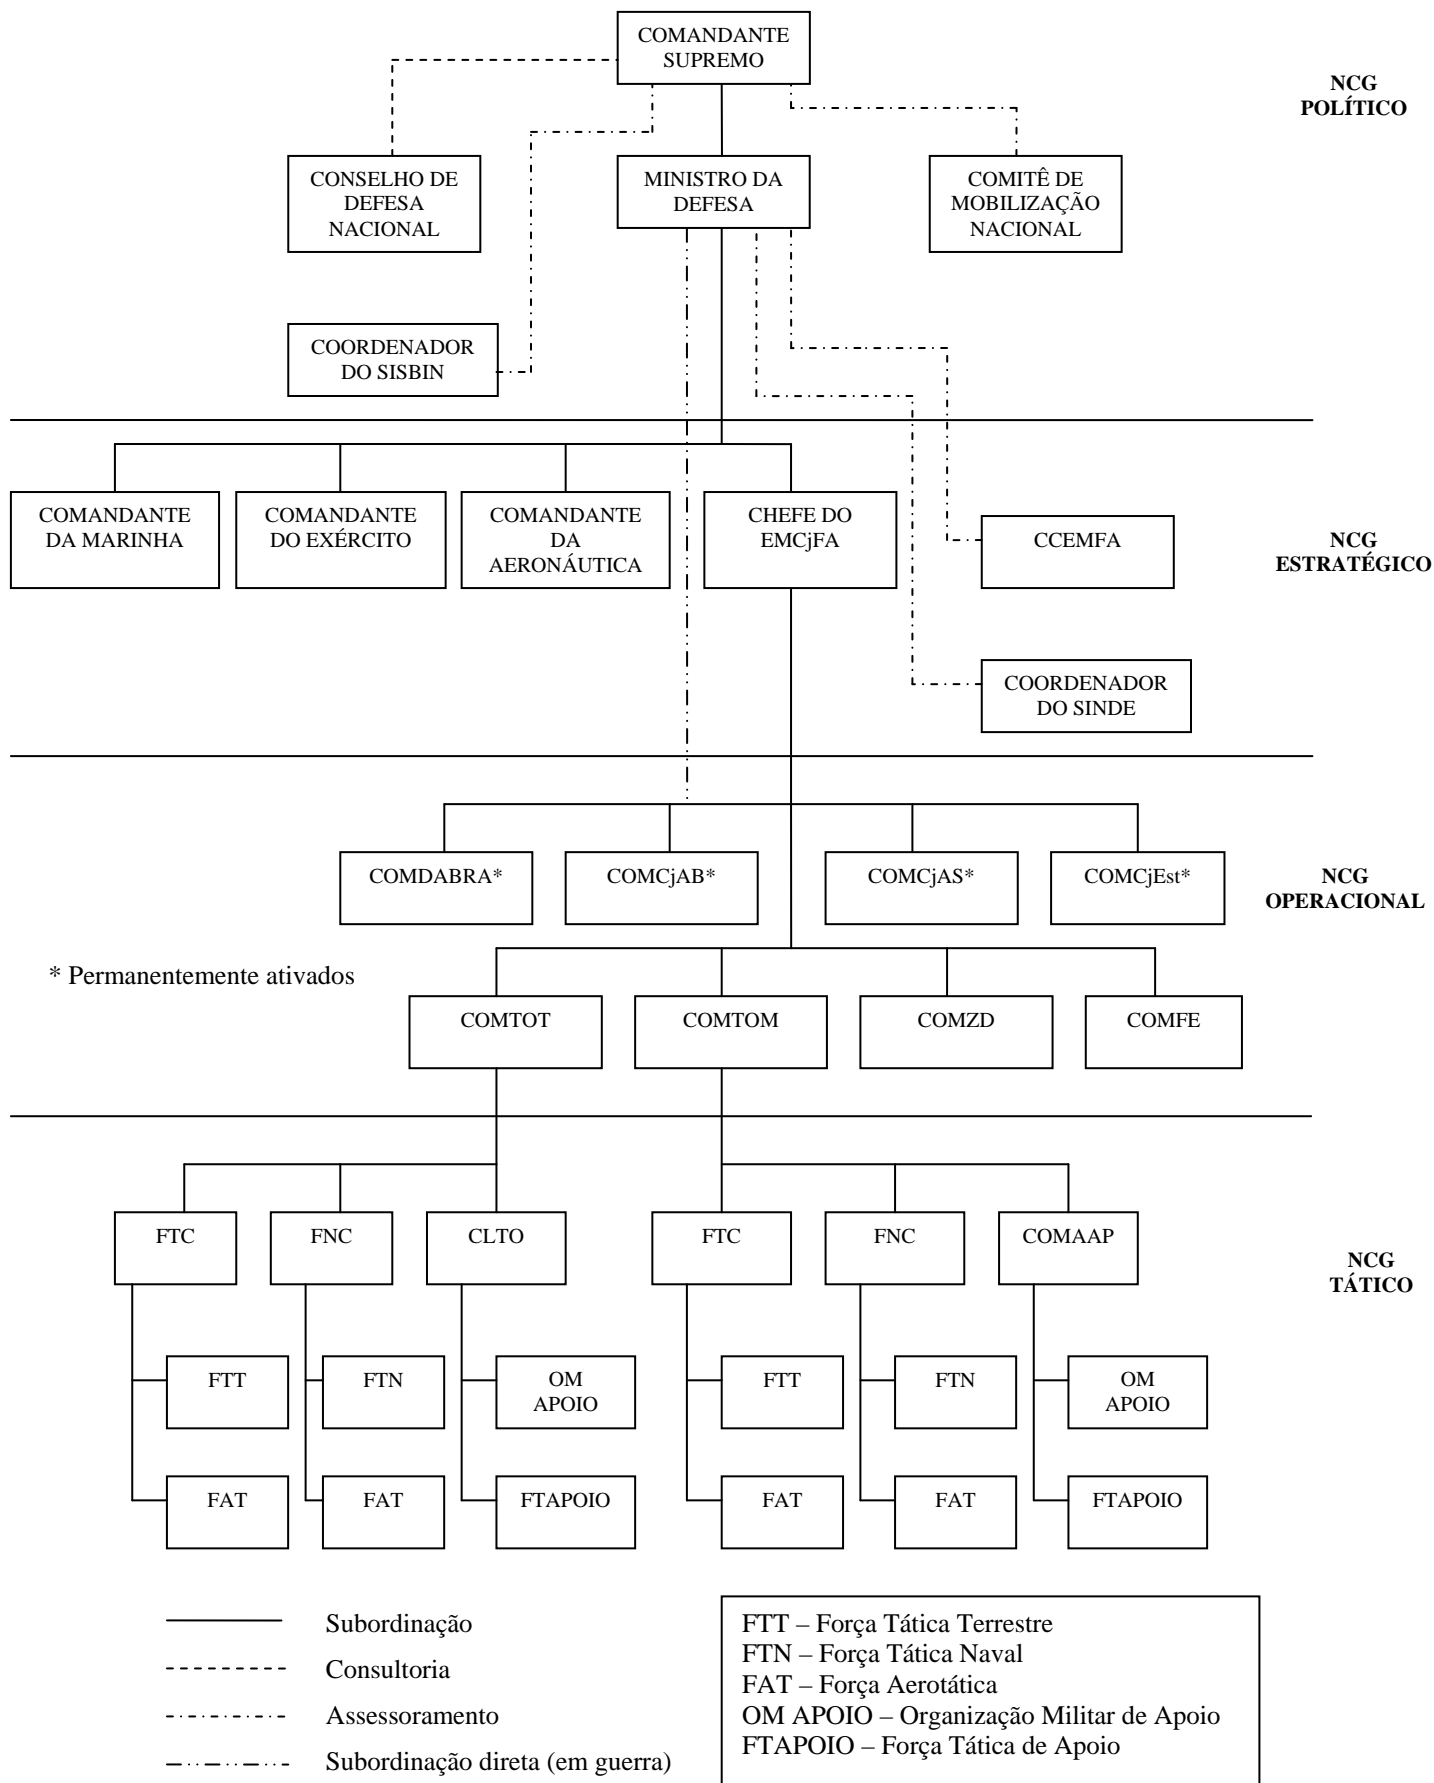 COMANDANTE
SUPREMO
NCG
POLÍTICO
CONSELHO DE
DEFESA
NACIONAL
MINISTRO DA
DEFESA
COMITÊ DE
MOBILIZAÇÃO
NACIONAL
COORDENADOR
DO SISBIN
COMANDANTE
DA MARINHA
COMANDANTE
DO EXÉRCITO
COMANDANTE
DA
AERONÁUTICA
CHEFE DO
EMCjFA
CCEMFA
NCG
ESTRATÉGICO
COORDENADOR
DO SINDE
COMDABRA*
COMCjAB*
COMCjAS*
COMCjEst*
NCG
OPERACIONAL
* Permanentemente ativados
COMTOT
COMTOM
COMZD
COMFE
FTC
FNC
CLTO
FTC
FNC
COMAAP
NCG
TÁTICO
FTT
FTN
OM
APOIO
FTT
FTN
OM
APOIO
FAT
FAT
FTAPOIO
FAT
FAT
FTAPOIO
Subordinação
Consultoria
Assessoramento
Subordinação direta (em guerra)
FTT – Força Tática Terrestre
FTN – Força Tática Naval
FAT – Força Aerotática
OM APOIO – Organização Militar de Apoio
FTAPOIO – Força Tática de Apoio